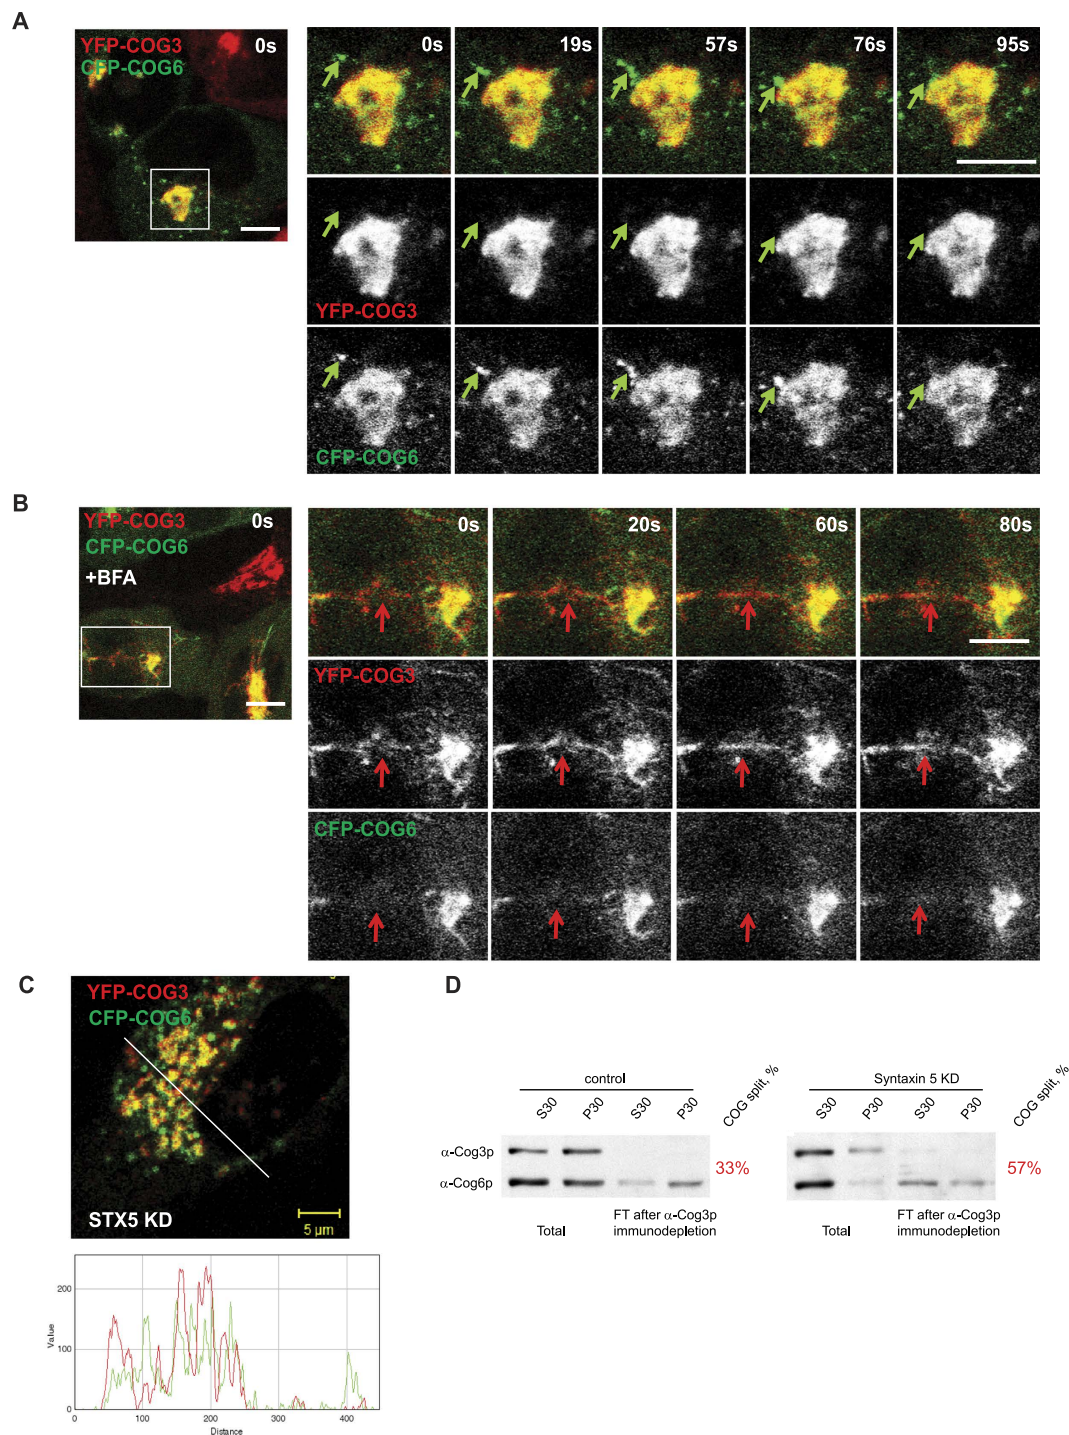 A
YFP-COG3
CFP-COG6
0s
0s
19s
57s
76s
95s
YFP-COG3
CFP-COG6
B
YFP-COG3
CFP-COG6
+BFA
0s
0s
20s
60s
80s
YFP-COG3
CFP-COG6
C
YFP-COG3
CFP-COG6
STX5 KD
5 µm
Value
200
100
0
0
100
200
300
400
Distance
D
control
S30
P30
S30
P30
COG split, %
α-Cog3p
α-Cog6p
33%
Total
FT after α-Cog3p
immunodepletion
Syntaxin 5 KD
S30
P30
S30
P30
COG split, %
57%
Total
FT after α-Cog3p
immunodepletion